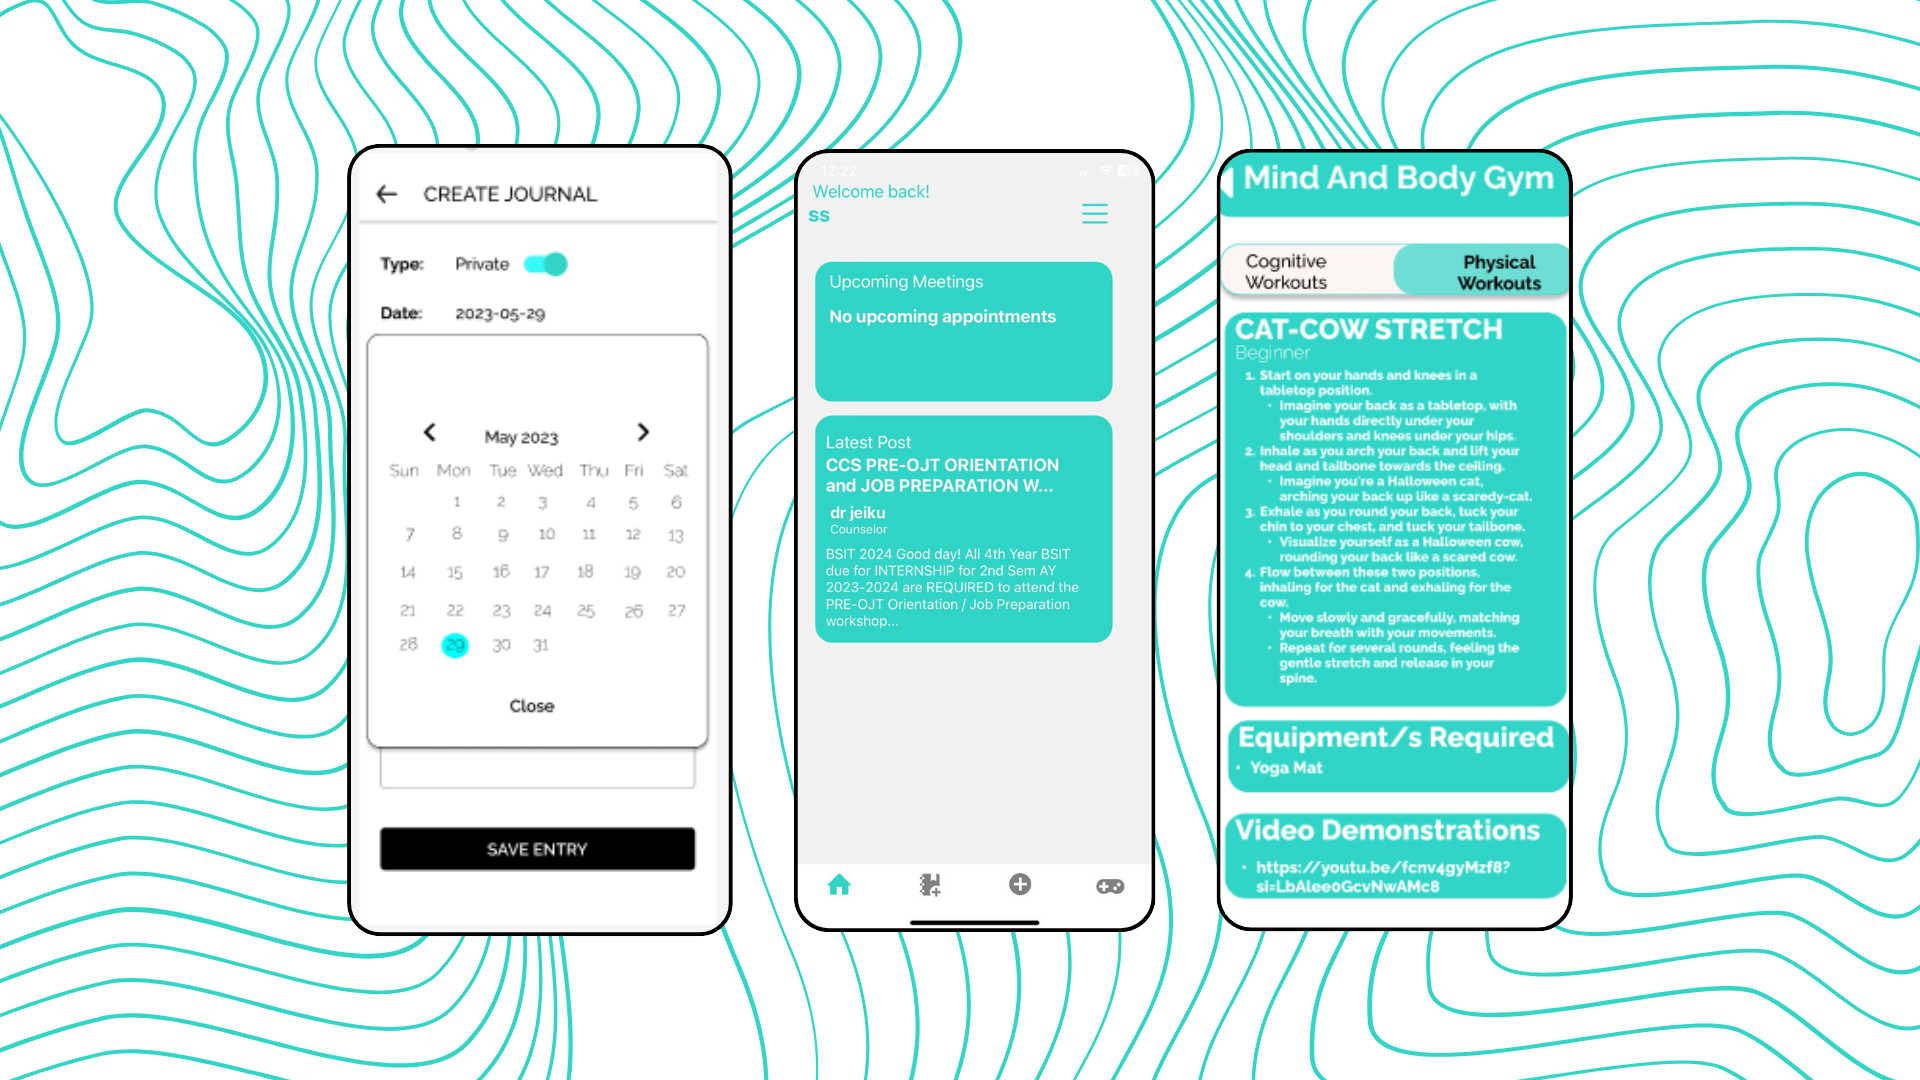 CREATE JOURNAL
Type: Private
Date: 2023-05-29
May 2023
Sun Mon Tue Wed Thu Fri Sat
1 2 3 4 5 6
7 8 9 10 11 12 13
14 15 16 17 18 19 20
21 22 23 24 25 26 27
28 29 30 31
Close
SAVE ENTRY
12:22
Welcome back!
ss
Upcoming Meetings
No upcoming appointments
Latest Post
CCS PRE-OJT ORIENTATION
and JOB PREPARATION W...
dr jeiku
Counselor
BSIT 2024 Good day! All 4th Year BSIT
due for INTERNSHIP for 2nd Sem AY
2023-2024 are REQUIRED to attend the
PRE-OJT Orientation / Job Preparation
workshop...
Mind And Body Gym
Cognitive
Workouts
Physical
Workouts
CAT-COW STRETCH
Beginner
1. Start on your hands and knees in a
tabletop position.
• Imagine your back as a tabletop, with
your hands directly under your
shoulders and knees under your hips.
2. Inhale as you arch your back and lift your
head and tailbone towards the ceiling.
• Imagine you're a Halloween cat,
arching your back up like a scaredy-cat.
3. Exhale as you round your back, tuck your
chin to your chest, and tuck your tailbone.
• Visualize yourself as a Halloween cow,
rounding your back like a scared cow.
4. Flow between these two positions,
inhaling for the cat and exhaling for the
cow.
• Move slowly and gracefully, matching
your breath with your movements.
• Repeat for several rounds, feeling the
gentle stretch and release in your
spine.
Equipment/s Required
• Yoga Mat
Video Demonstrations
• https://youtu.be/fcnv4gyMzf8?
si=LbAlee0GcvNwAMc8